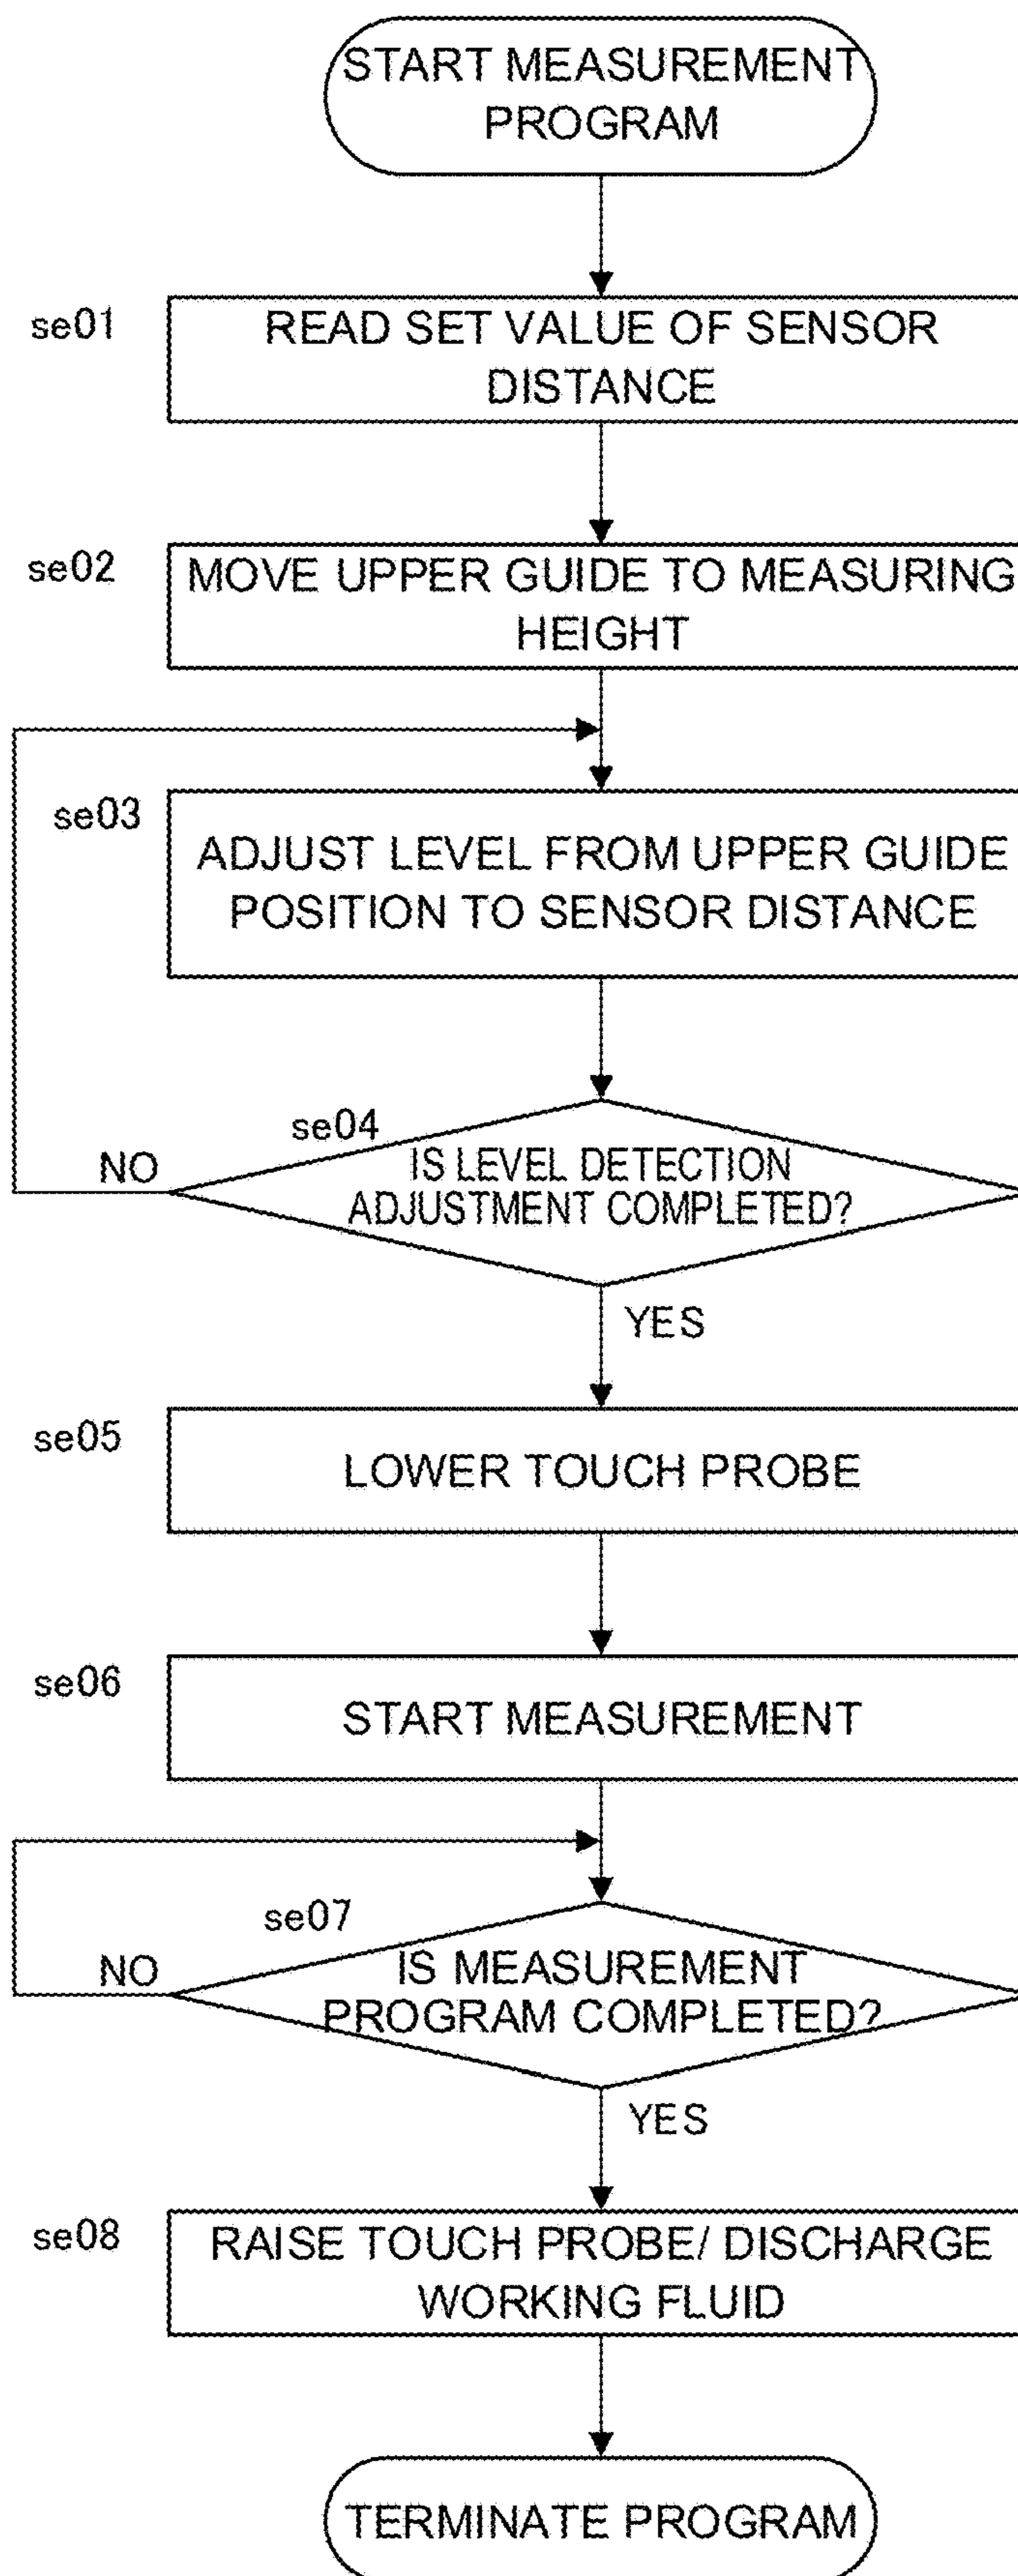 START MEASUREMENT
PROGRAM
se01
READ SET VALUE OF SENSOR
DISTANCE
se02
MOVE UPPER GUIDE TO MEASURING
HEIGHT
se03
ADJUST LEVEL FROM UPPER GUIDE
POSITION TO SENSOR DISTANCE
se04
NO
IS LEVEL DETECTION
ADJUSTMENT COMPLETED?
YES
se05
LOWER TOUCH PROBE
se06
START MEASUREMENT
se07
NO
IS MEASUREMENT
PROGRAM COMPLETED?
YES
se08
RAISE TOUCH PROBE/ DISCHARGE
WORKING FLUID
TERMINATE PROGRAM